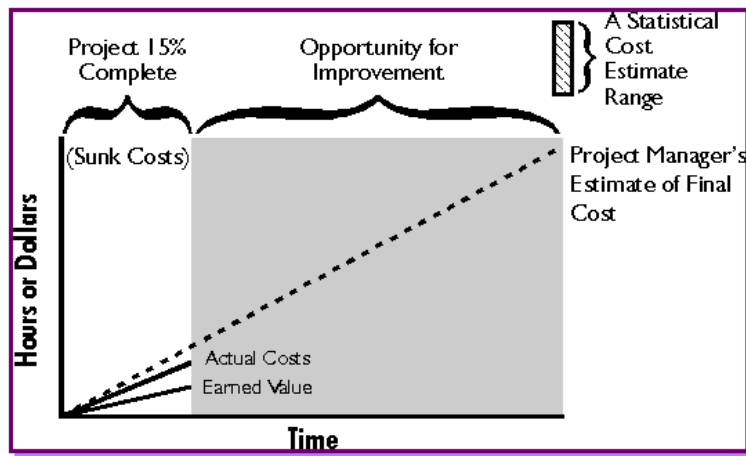 Project 15%
Complete
Opportunity for
Improvement
A Statistical
Cost
Estimate
Range
(Sunk Costs)
Project Manager's
Estimate of Final
Cost
Hours or Dollars
Actual Costs
Earned Value
Time